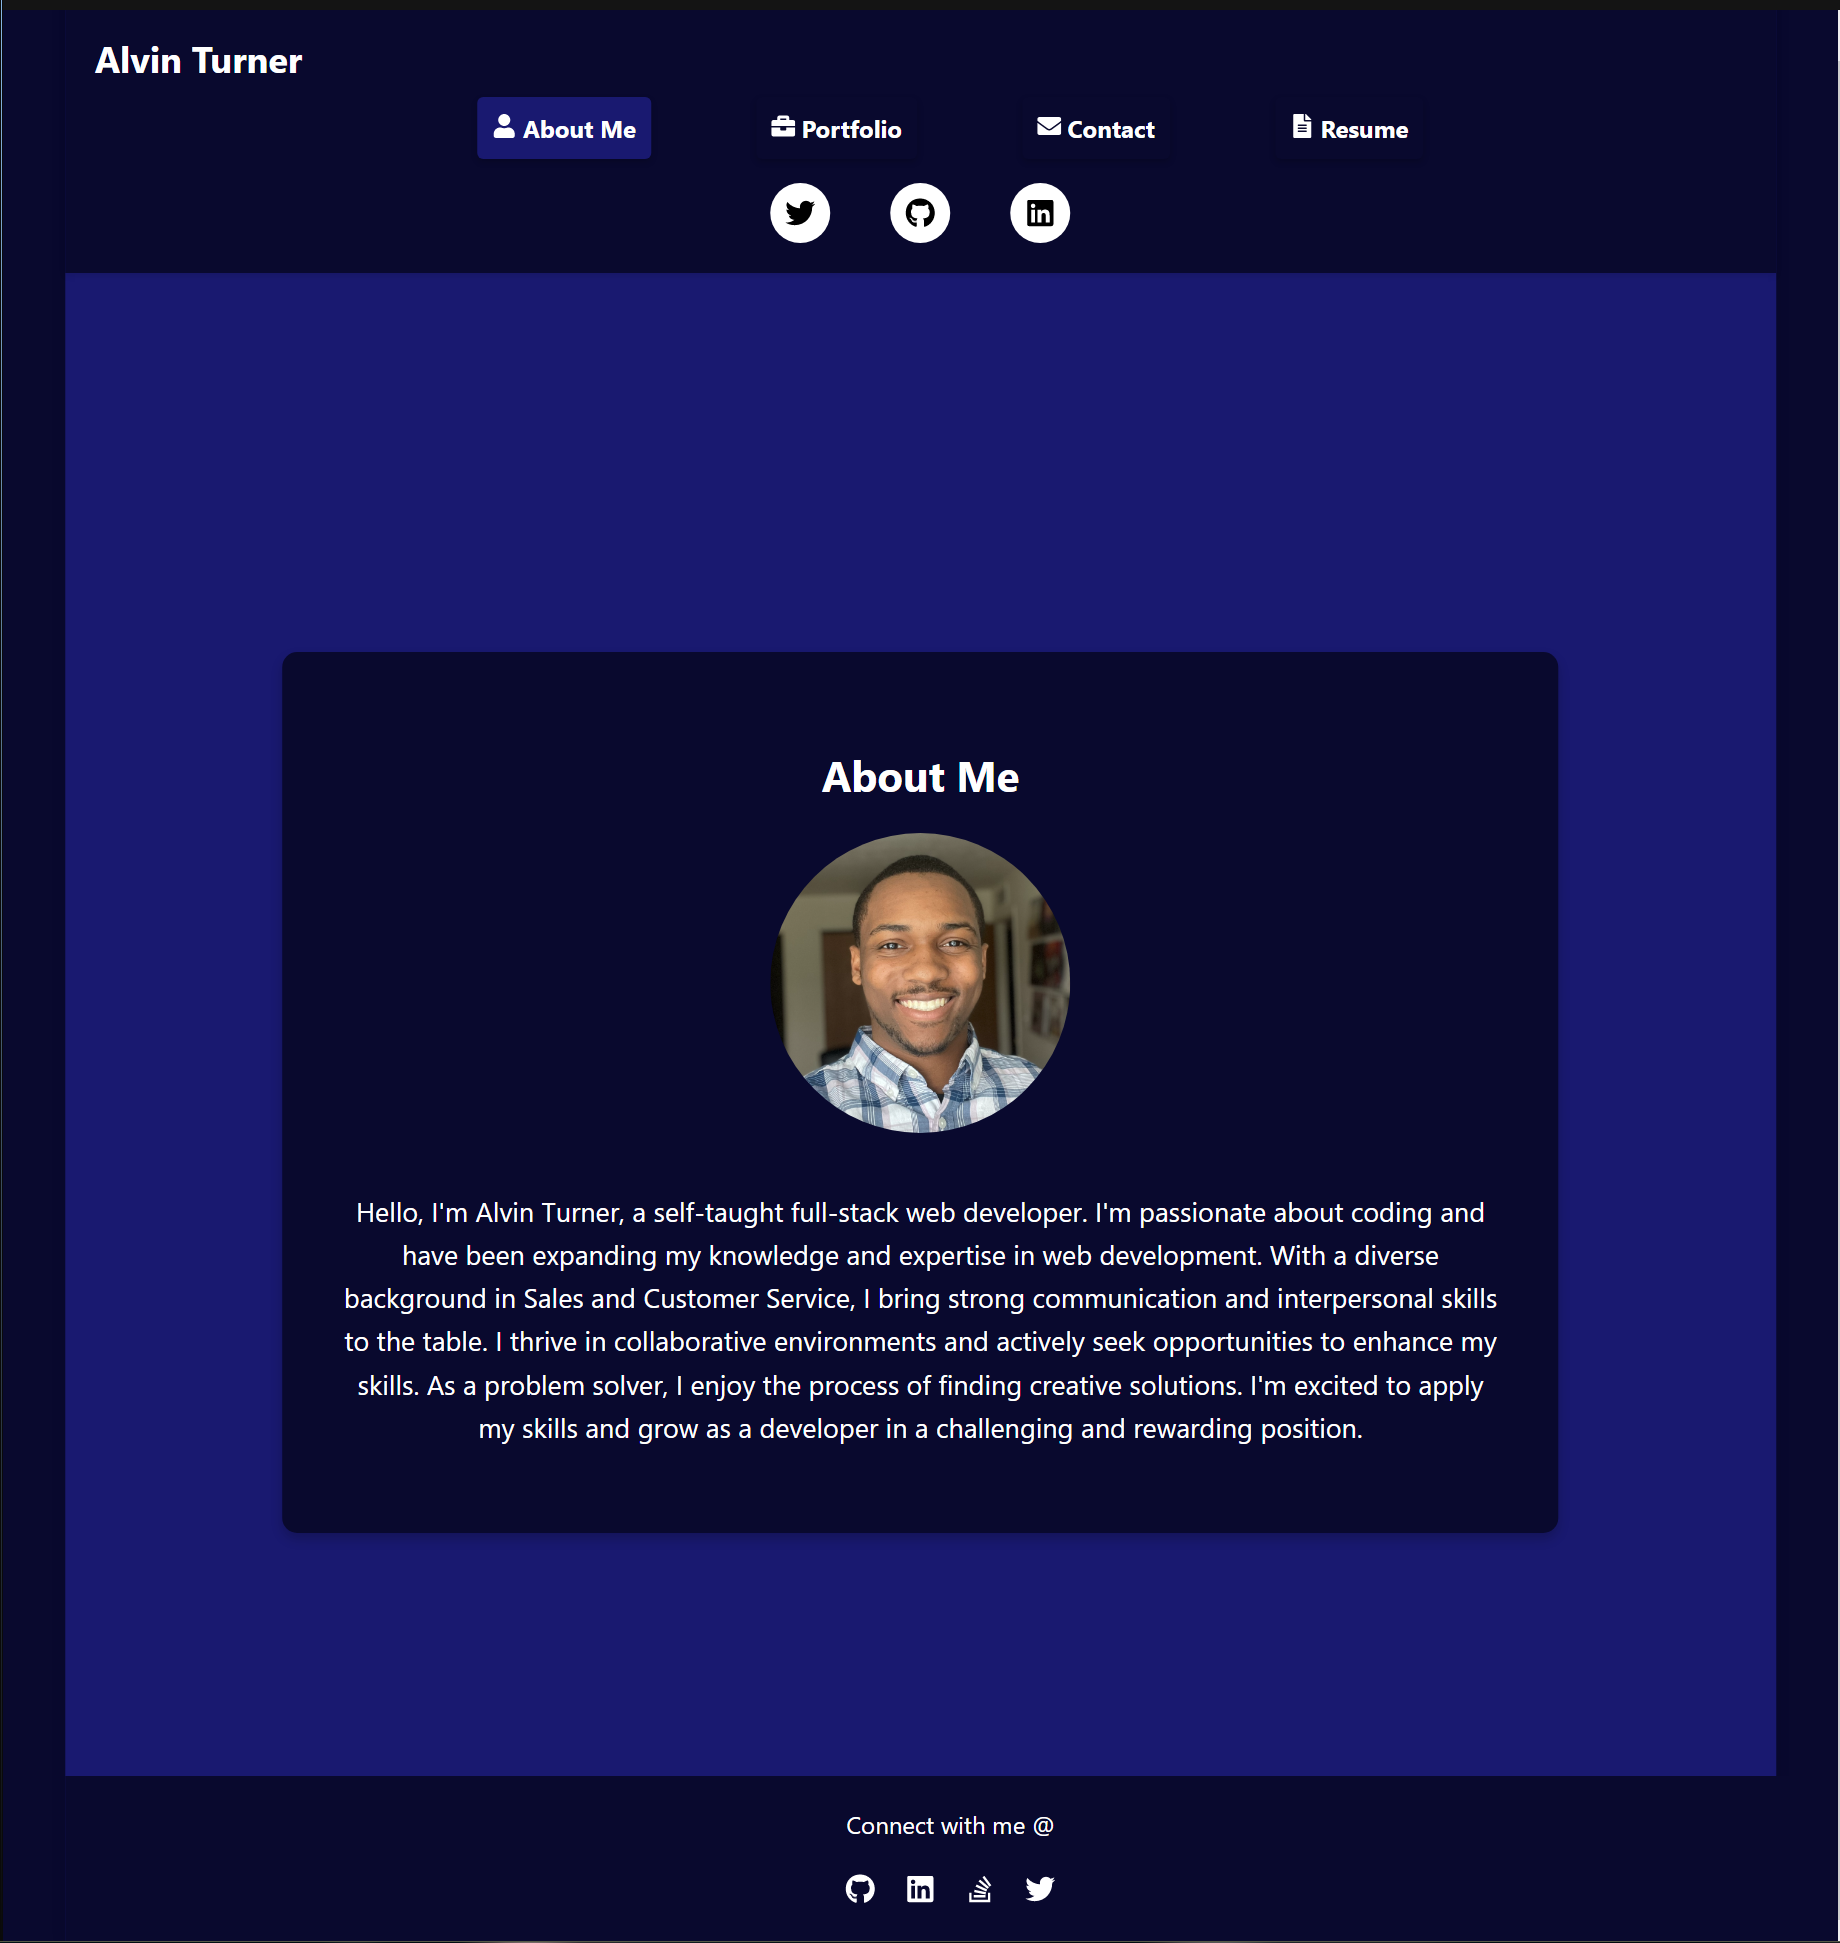 Alvin Turner
About Me
Portfolio
Contact
Resume
About Me
Hello, I'm Alvin Turner, a self-taught full-stack web developer. I'm passionate about coding and
have been expanding my knowledge and expertise in web development. With a diverse
background in Sales and Customer Service, I bring strong communication and interpersonal skills
to the table. I thrive in collaborative environments and actively seek opportunities to enhance my
skills. As a problem solver, I enjoy the process of finding creative solutions. I'm excited to apply
my skills and grow as a developer in a challenging and rewarding position.
Connect with me @